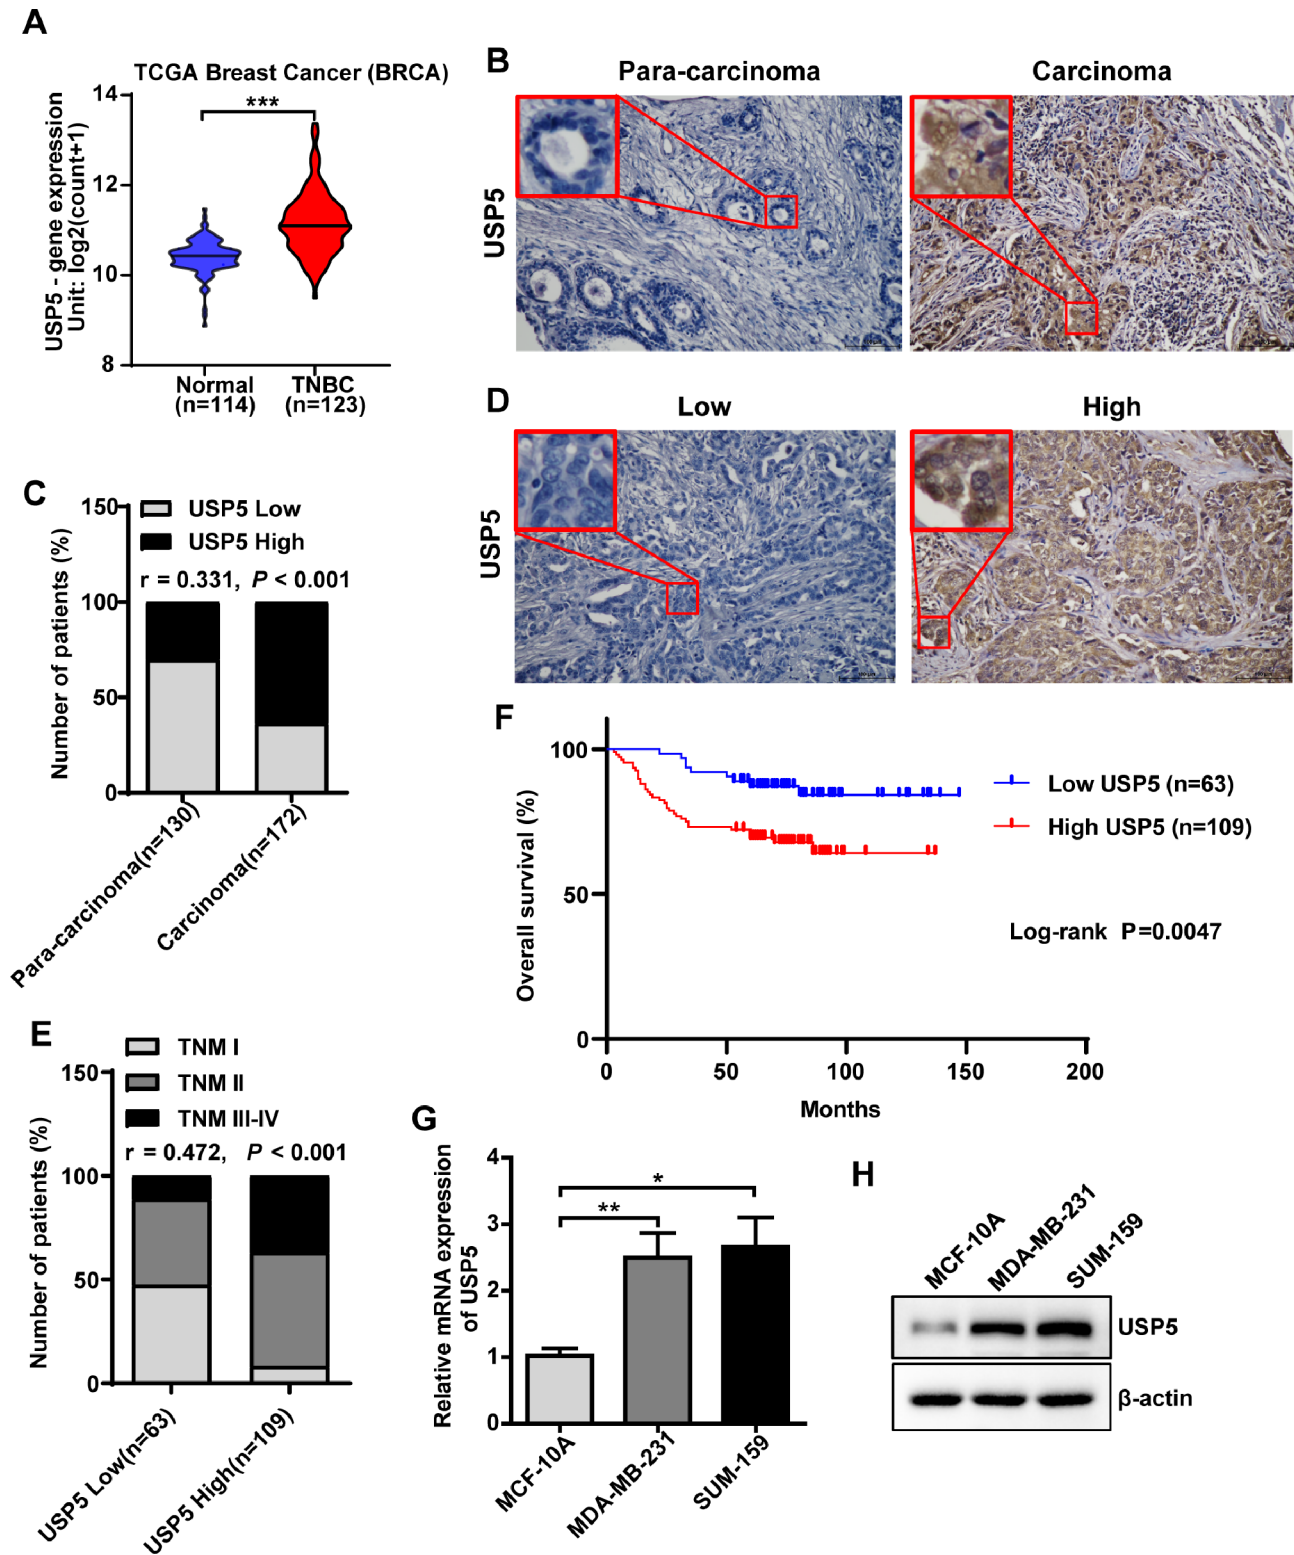 A
TCGA Breast Cancer (BRCA)
USP5 - gene expression
Unit: log2(count+1)
14
12
10
8
***
Normal
(n=114)
TNBC
(n=123)
B
Para-carcinoma
Carcinoma
USP5
C
USP5 Low
USP5 High
r = 0.331, P < 0.001
Number of patients (%)
150
100
50
0
Para-carcinoma(n=130)
Carcinoma(n=172)
D
Low
High
USP5
E
TNM I
TNM II
TNM III-IV
r = 0.472, P < 0.001
Number of patients (%)
150
100
50
0
USP5 Low(n=63)
USP5 High(n=109)
F
Overall survival (%)
100
50
0
0
50
100
150
200
Months
Low USP5 (n=63)
High USP5 (n=109)
Log-rank P=0.0047
G
Relative mRNA expression
of USP5
4
3
2
1
0
*
**
MCF-10A
MDA-MB-231
SUM-159
H
MCF-10A
MDA-MB-231
SUM-159
USP5
β-actin